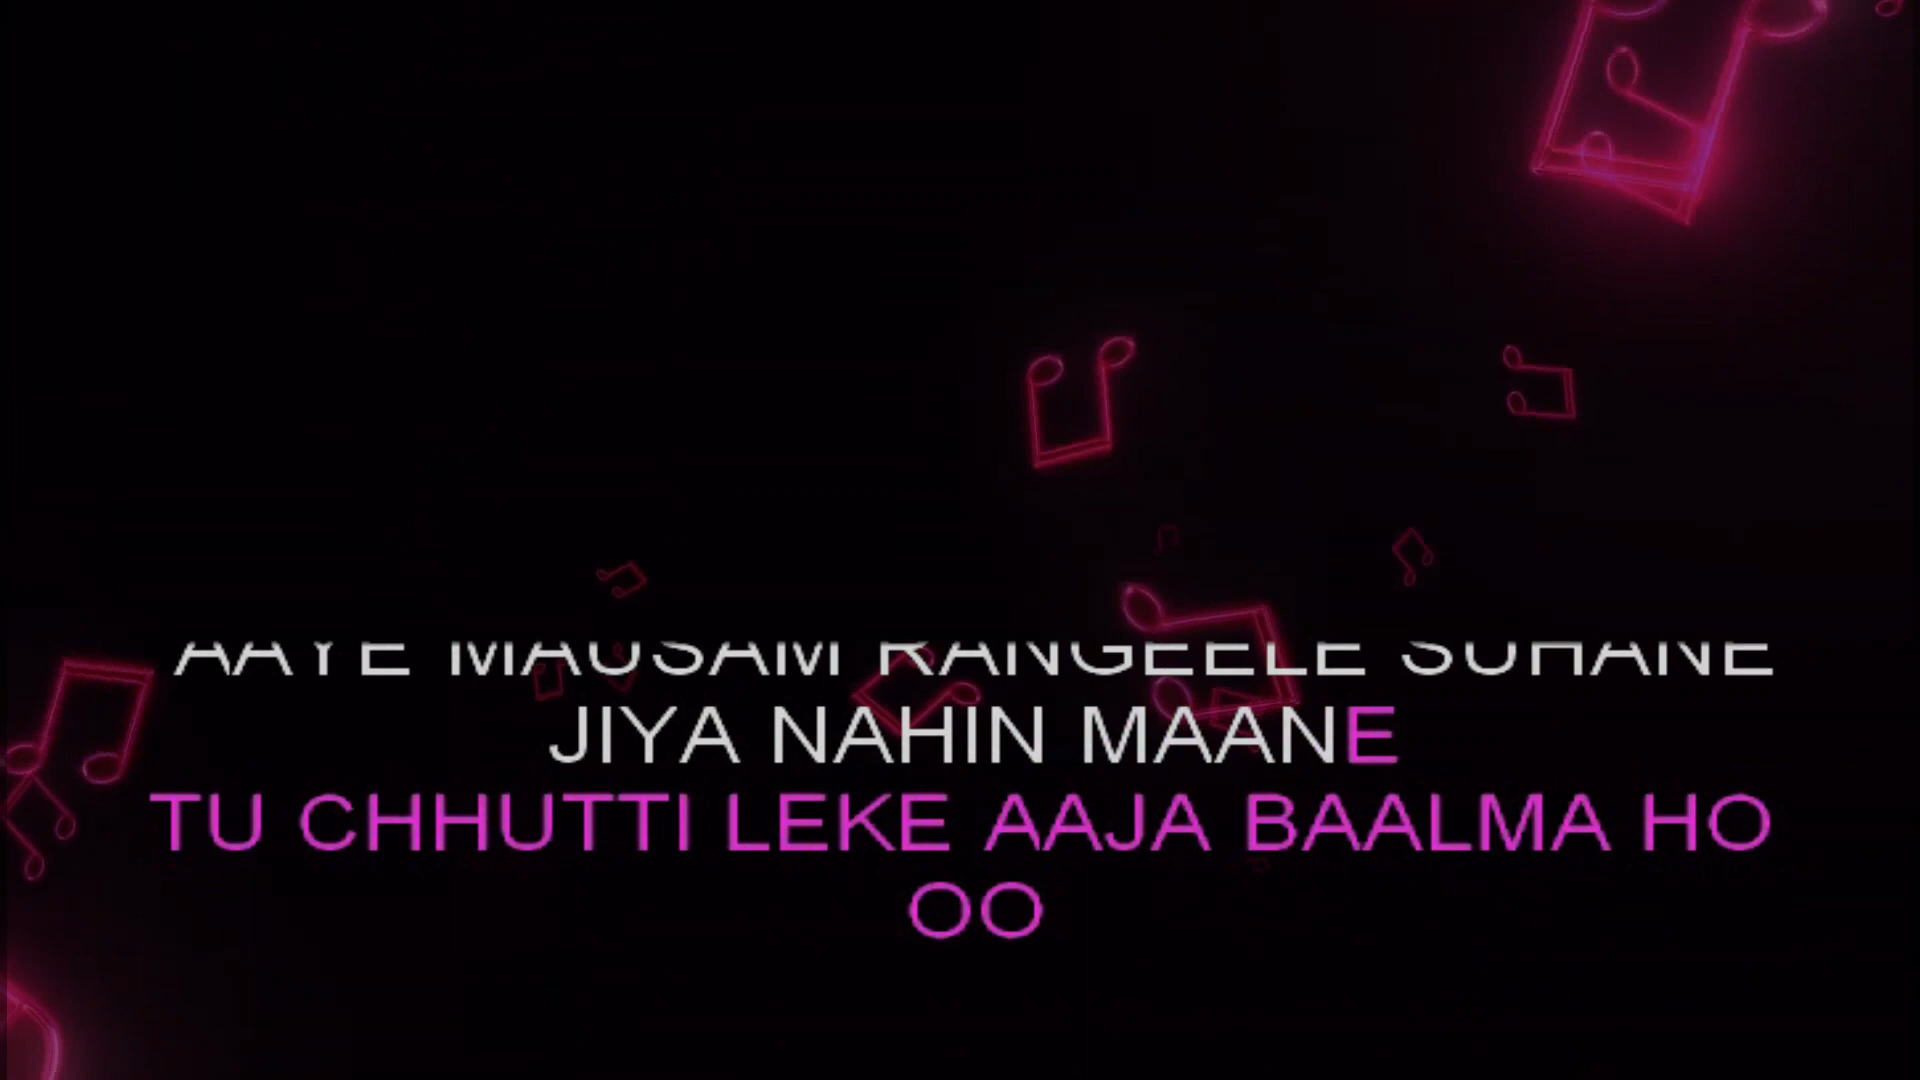 AAYE MAUSAM RANGEELE SUHANE
JIYA NAHIN MAANE
TU CHHUTTI LEKE AAJA BAALMA HO
OO